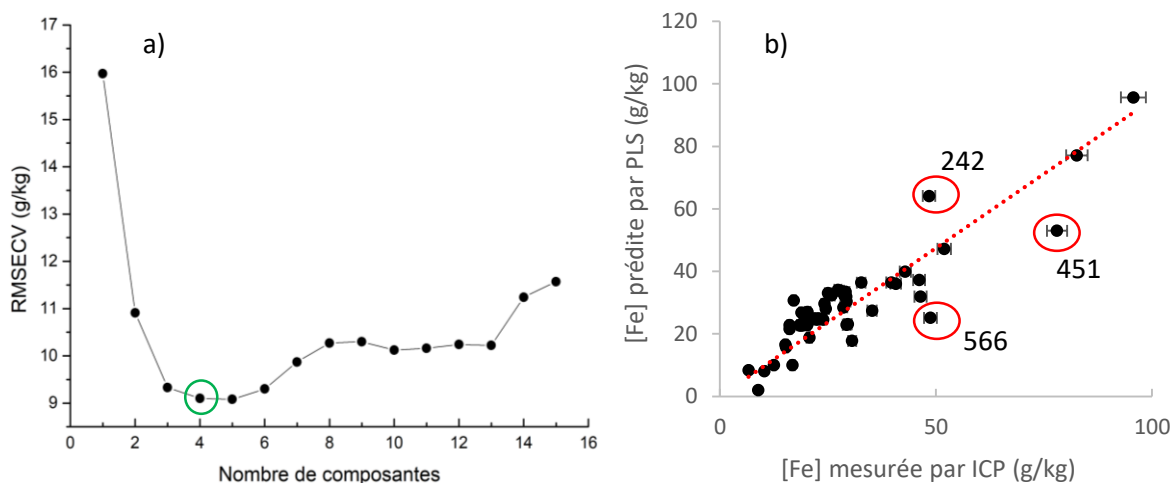 a)
17
16
15
14
13
12
11
10
9
RMSECV (g/kg)
0 2 4 6 8 10 12 14 16
Nombre de composantes
b)
120
100
80
60
40
20
0
[Fe] prédite par PLS (g/kg)
242
451
566
0 50 100
[Fe] mesurée par ICP (g/kg)